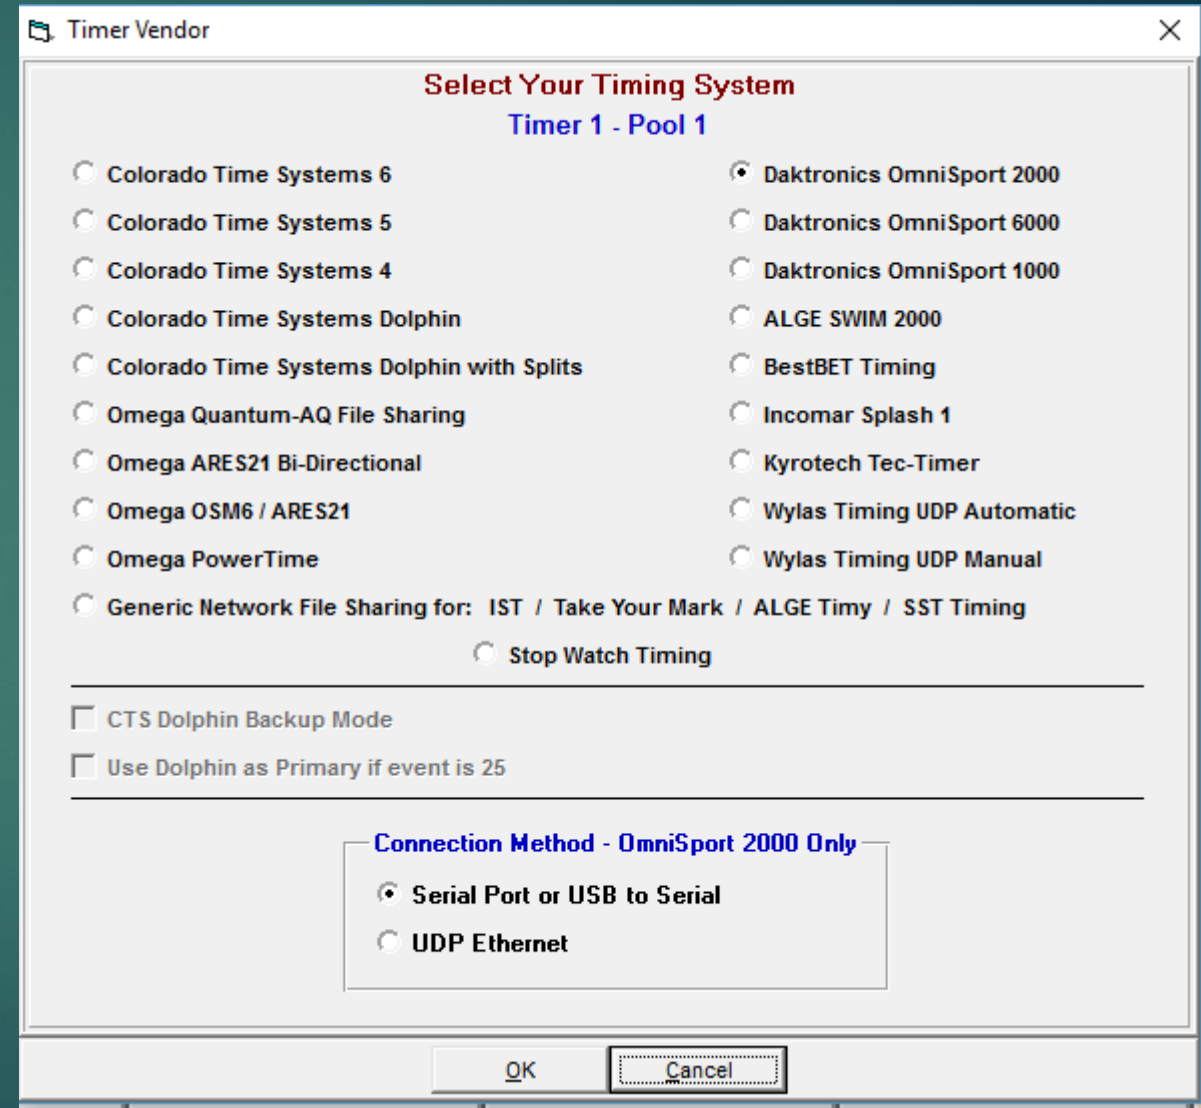 Timer Vendor
Select Your Timing System
Timer 1 - Pool 1
Colorado Time Systems 6
Colorado Time Systems 5
Colorado Time Systems 4
Colorado Time Systems Dolphin
Colorado Time Systems Dolphin with Splits
Omega Quantum-AQ File Sharing
Omega ARES21 Bi-Directional
Omega OSM6 / ARES21
Omega PowerTime
Daktronics OmniSport 2000
Daktronics OmniSport 6000
Daktronics OmniSport 1000
ALGE SWIM 2000
BestBET Timing
Incomar Splash 1
Kyrotech Tec-Timer
Wylas Timing UDP Automatic
Wylas Timing UDP Manual
Generic Network File Sharing for: IST / Take Your Mark / ALGE Timy / SST Timing
Stop Watch Timing
CTS Dolphin Backup Mode
Use Dolphin as Primary if event is 25
Connection Method - OmniSport 2000 Only
Serial Port or USB to Serial
UDP Ethernet
OK
Cancel